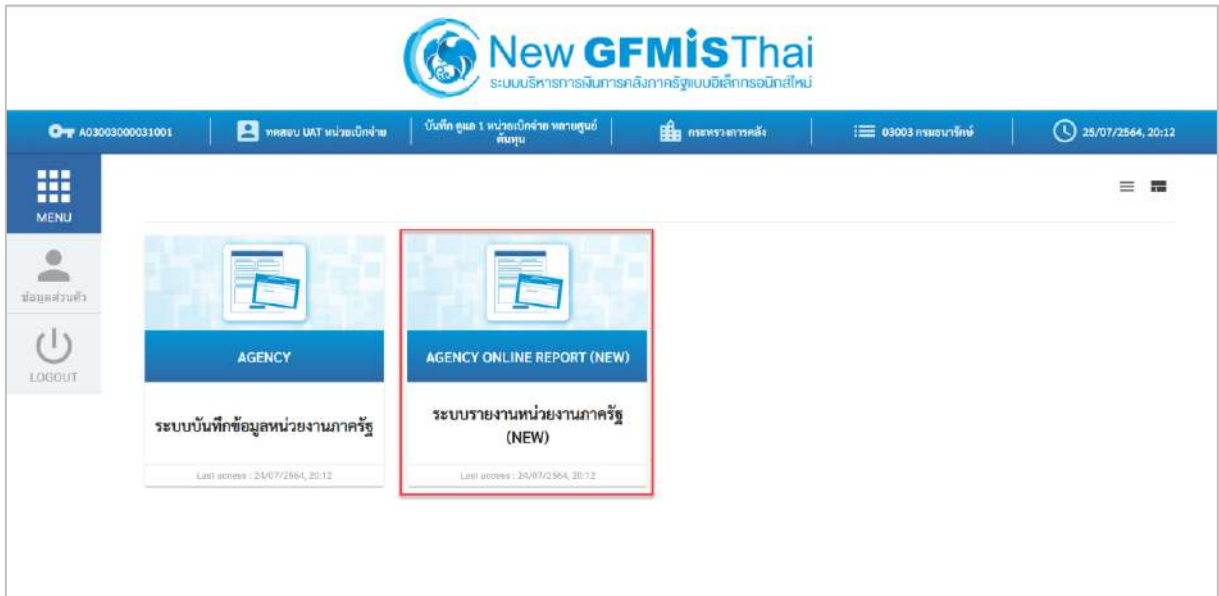 New GFMIS Thai
ระบบบริหารการเงินการคลังภาครัฐแบบอิเล็กทรอนิกส์ใหม่
A03003000031001
ทดสอบ UAT หน่วยเบิกจ่าย
บันทึก ดูแล 1 หน่วยเบิกจ่าย หลายศูนย์
ต้นทุน
กระทรวงการคลัง
03003 กรมธนารักษ์
25/07/2564, 20:12
MENU
ข้อมูลส่วนตัว
LOGOUT
AGENCY
ระบบบันทึกข้อมูลหน่วยงานภาครัฐ
Last access : 24/07/2564, 20:12
AGENCY ONLINE REPORT (NEW)
ระบบรายงานหน่วยงานภาครัฐ
(NEW)
Last access : 24/07/2564, 20:12